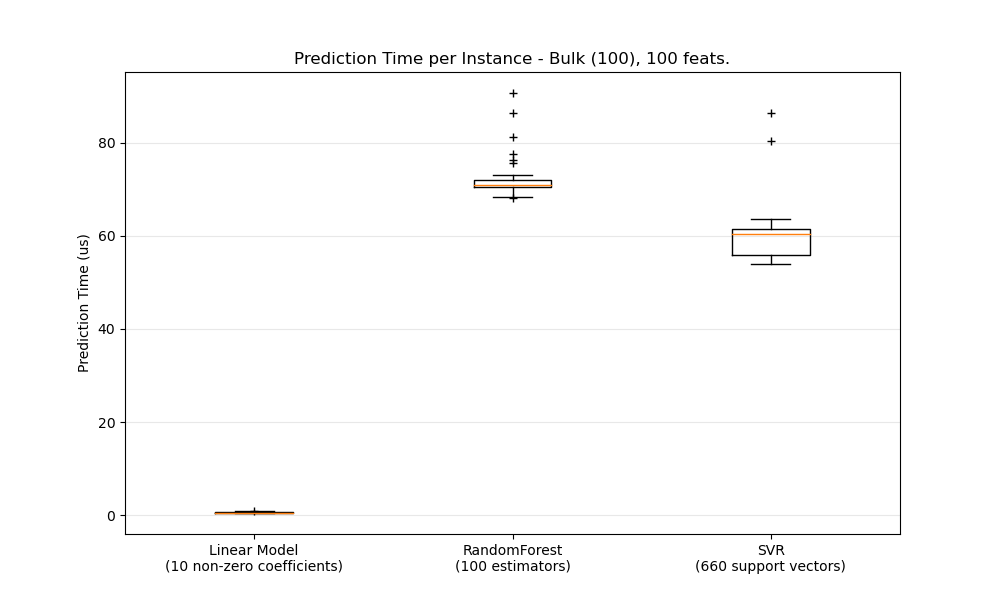 Prediction Time per Instance - Bulk (100), 100 feats.
Prediction Time (us)
80
60
40
20
0
Linear Model
(10 non-zero coefficients)
RandomForest
(100 estimators)
SVR
(660 support vectors)